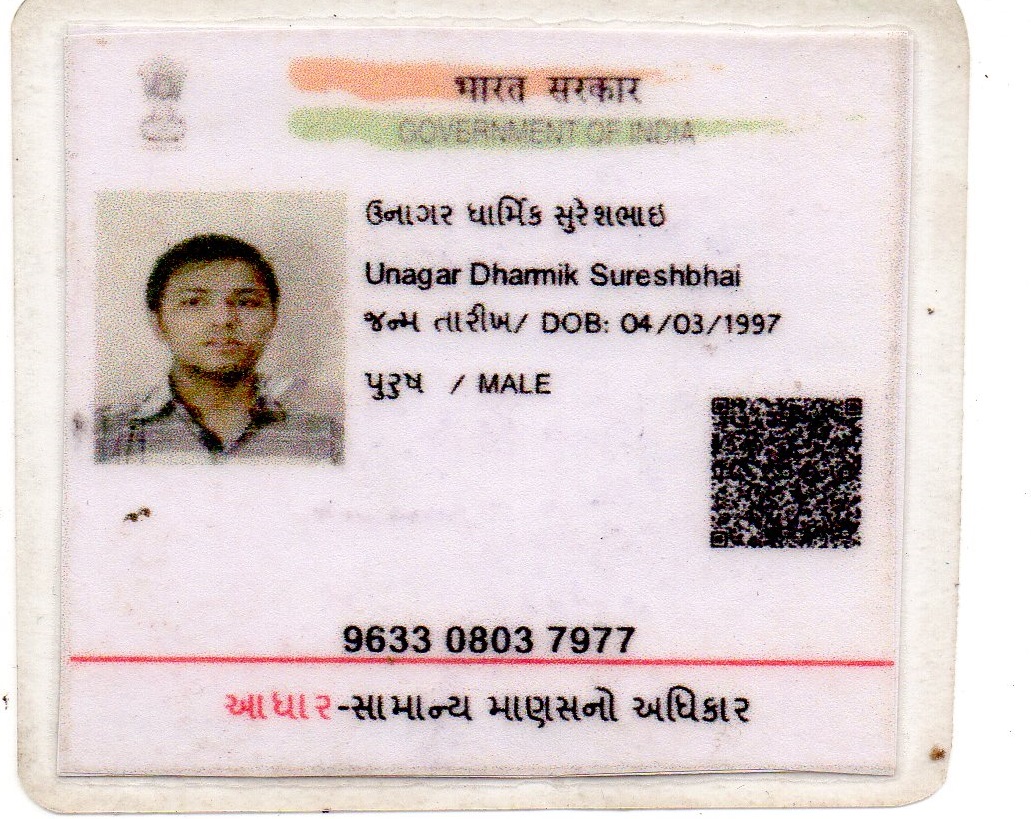 भारत सरकार
GOVERNMENT OF INDIA
ઉનાગર ધાર્મિક સુરેશભાઇ
Unagar Dharmik Sureshbhai
જન્મ તારીખ/ DOB: 04/03/1997
પુરુષ / MALE
9633 0803 7977
આધાર-સામાન્ય માણસનો અધિકાર